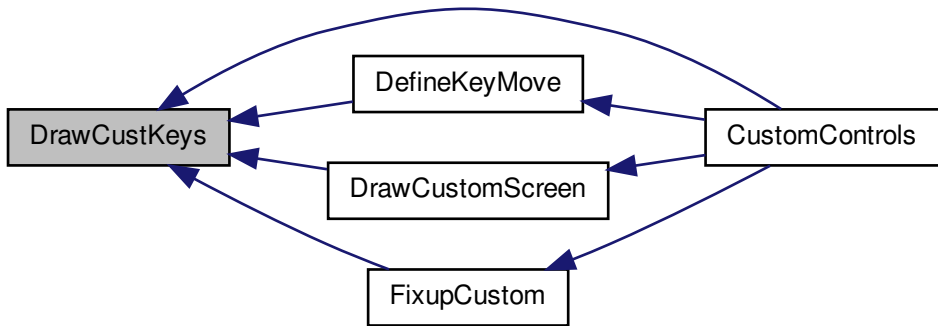 DefineKeyMove
DrawCustKeys
CustomControls
DrawCustomScreen
FixupCustom